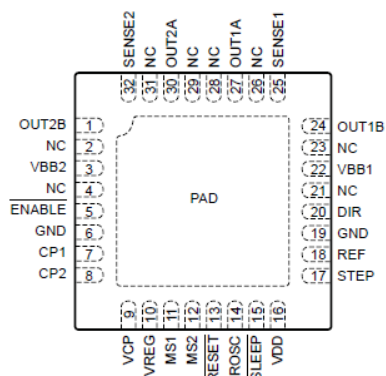 SENSE2
NC
OUT2A
NC
NC
OUT1A
NC
SENSE1
32
31
30
29
28
27
26
25
OUT2B 1
NC 2
VBB2 3
NC 4
ENABLE 5
GND 6
CP1 7
CP2 8
PAD
24 OUT1B
23 NC
22 VBB1
21 NC
20 DIR
19 GND
18 REF
17 STEP
9
10
11
12
13
14
15
16
VCP
VREG
MS1
MS2
RESET
ROSC
SLEEP
VDD